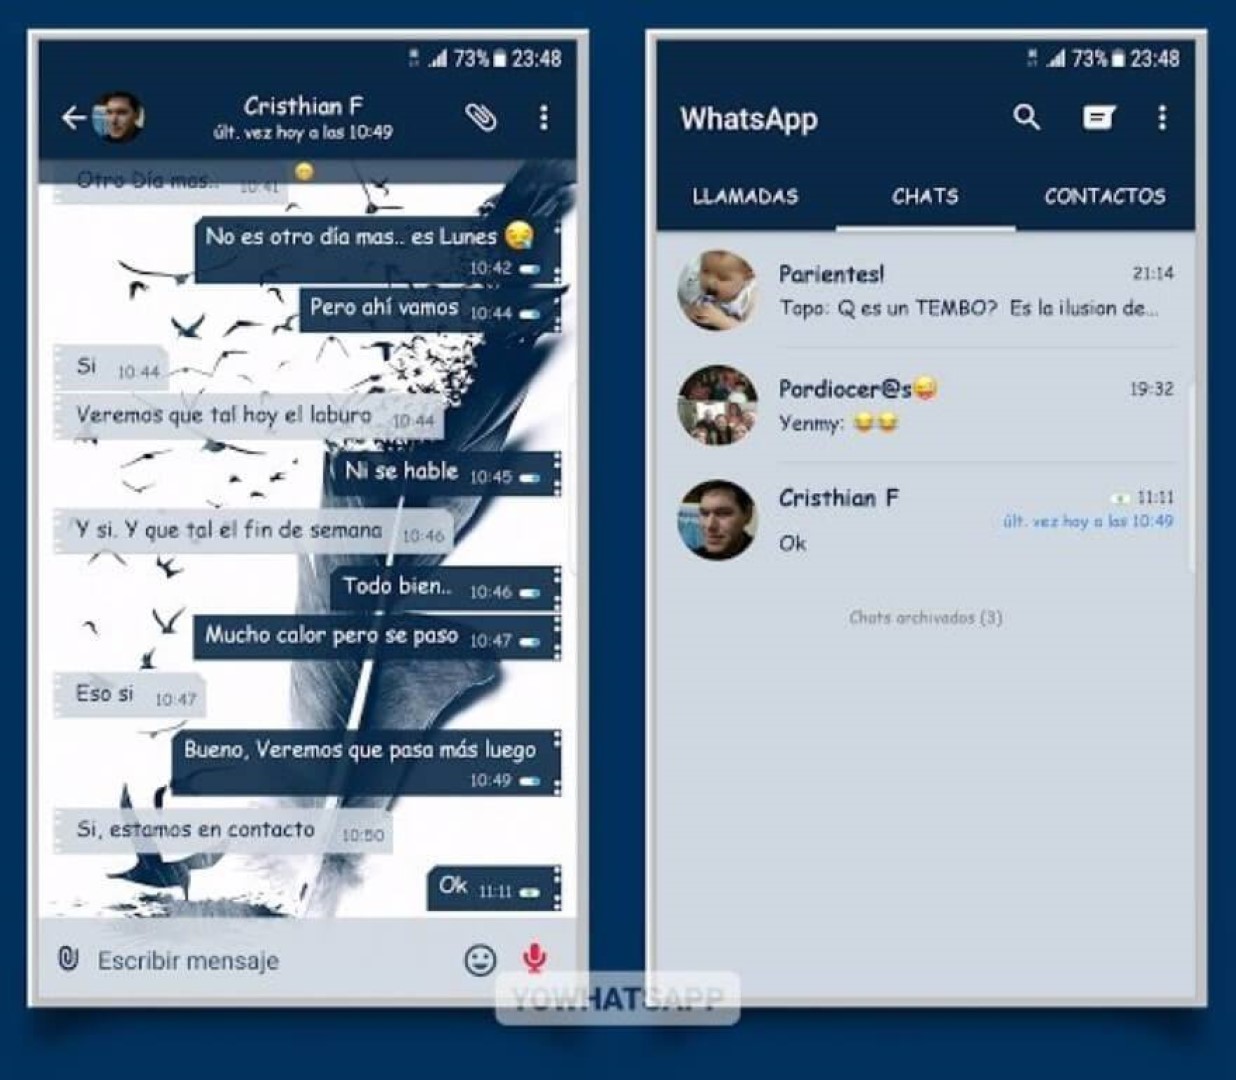 73% 23:48
Cristhian F
últ. vez hoy a las 10:49
Otro Día mas.. 10:41
No es otro día mas.. es Lunes 😪
10:42
Pero ahí vamos 10:44
Si 10:44
Veremos que tal hoy el laburo 10:44
Ni se hable 10:45
Y si. Y que tal el fin de semana 10:46
Todo bien.. 10:46
Mucho calor pero se paso 10:47
Eso si 10:47
Bueno, Veremos que pasa más luego
10:49
Si, estamos en contacto 10:50
Ok 11:11
Escribir mensaje
73% 23:48
WhatsApp
LLAMADAS CHATS CONTACTOS
Parientes! 21:14
Topo: Q es un TEMBO? Es la ilusion de...
Pordiocer@s😜 19:32
Yenmy: 😂😂
Cristhian F 11:11
últ. vez hoy a las 10:49
Ok
Chats archivados (3)
YOWHATSAPP